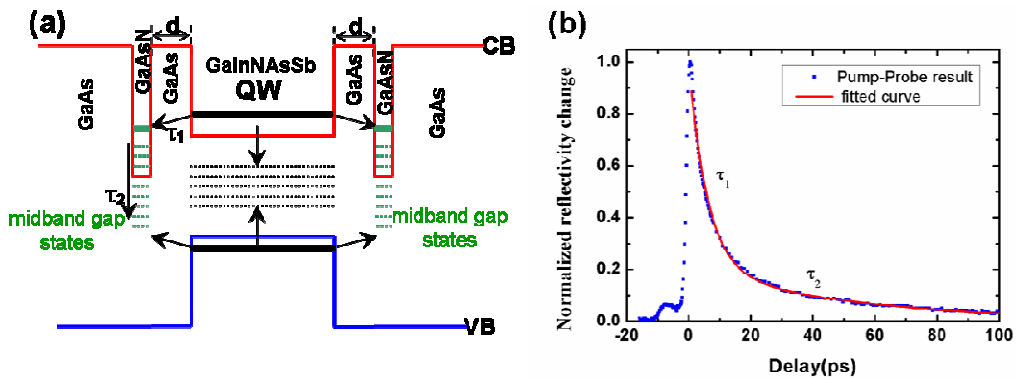 (a)
d
d
CB
GaAs
GaAsN
GaAs
GaInNAsSb
QW
GaAs
GaAsN
GaAs
τ1
τ2
midband gap
states
midband gap
states
VB
(b)
Normalized reflectivity change
1.0
0.8
0.6
0.4
0.2
0.0
Pump-Probe result
fitted curve
τ1
τ2
-20 0 20 40 60 80 100
Delay(ps)